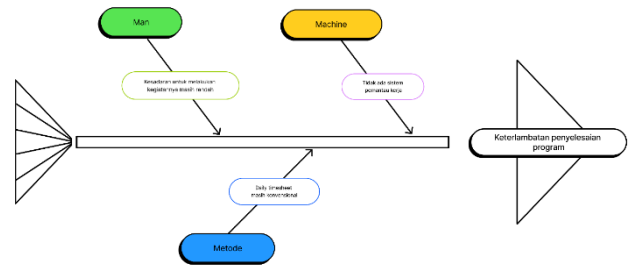 Man
Machine
Kesadaran untuk melakukan
kegiatannya masih rendah
Tidak ada sistem
pemantau kerja
Keterlambatan penyelesaian
program
Daily timesheet
masih konvensional
Metode